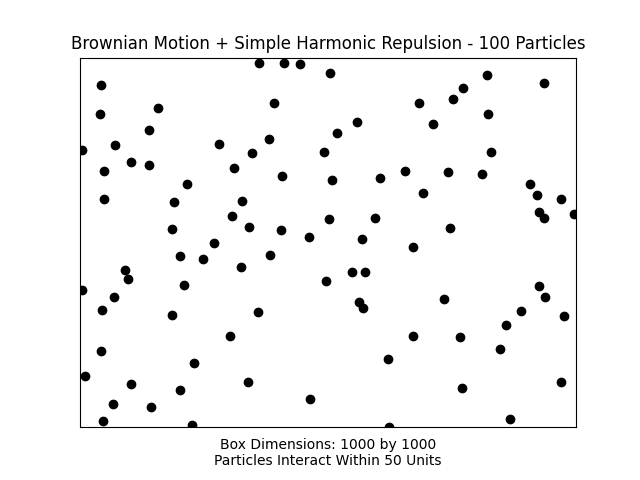 Brownian Motion + Simple Harmonic Repulsion - 100 Particles
Box Dimensions: 1000 by 1000
Particles Interact Within 50 Units